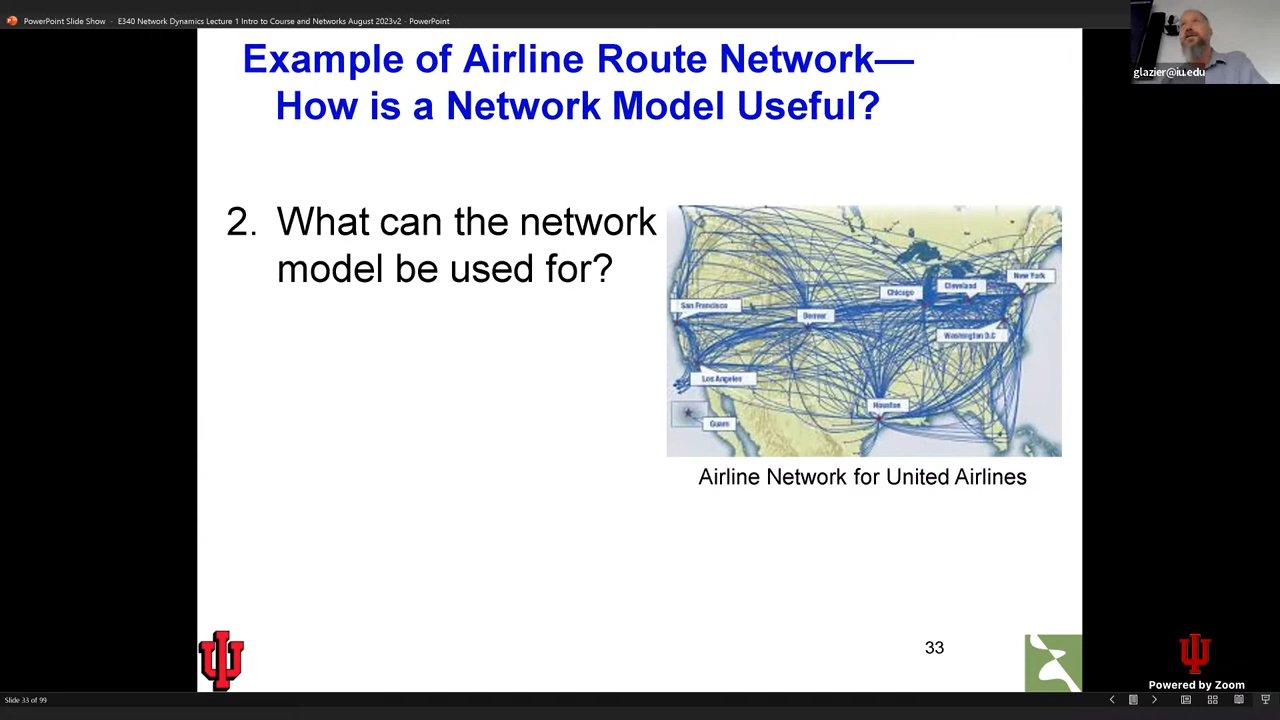 PowerPoint Slide Show - E340 Network Dynamics Lecture 1 Intro to Course and Networks August 2023v2 - PowerPoint
glazier@iu.edu
Example of Airline Route Network—
How is a Network Model Useful?
2. What can the network
model be used for?
New York
Cleveland
Chicago
San Francisco
Denver
Washington D.C
Los Angeles
Houston
Guam
Airline Network for United Airlines
33
Powered by Zoom
Slide 33 of 99